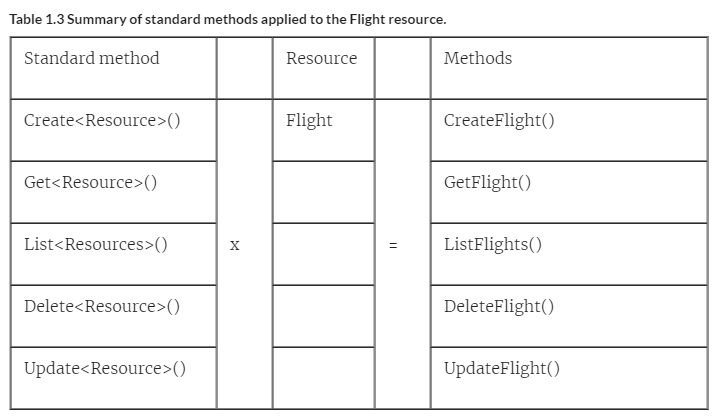 Table 1.3 Summary of standard methods applied to the Flight resource.
Standard method Resource Methods
Create<Resource>() Flight CreateFlight()
Get<Resource>() GetFlight()
List<Resources>() x = ListFlights()
Delete<Resource>() DeleteFlight()
Update<Resource>() UpdateFlight()